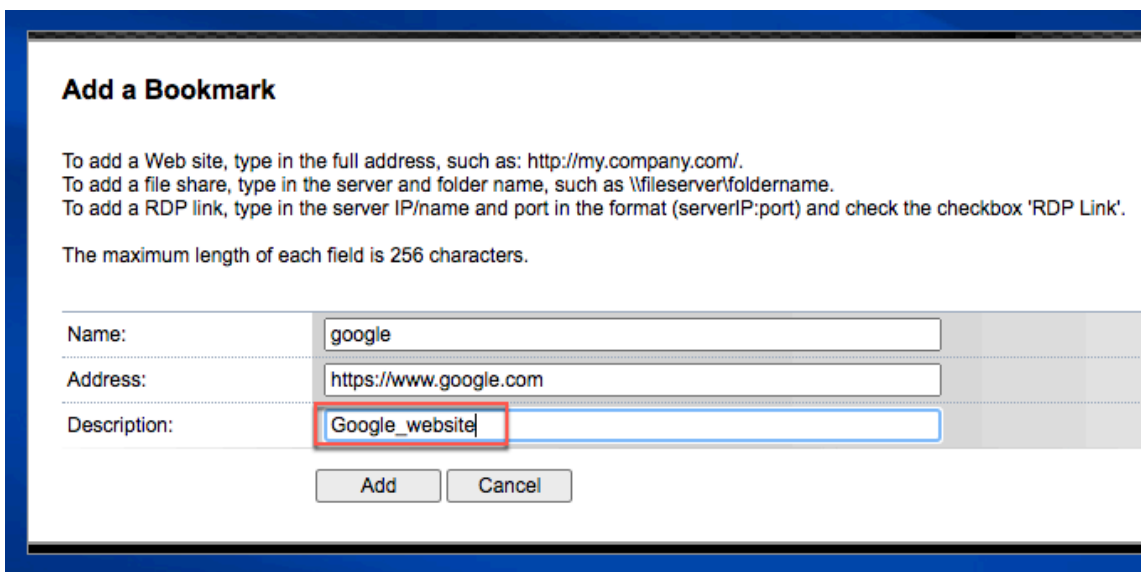 Add a Bookmark
To add a Web site, type in the full address, such as: http://my.company.com/.
To add a file share, type in the server and folder name, such as \\fileserver\foldername.
To add a RDP link, type in the server IP/name and port in the format (serverIP:port) and check the checkbox 'RDP Link'.
The maximum length of each field is 256 characters.
Name: google
Address: https://www.google.com
Description: Google_website
Add Cancel